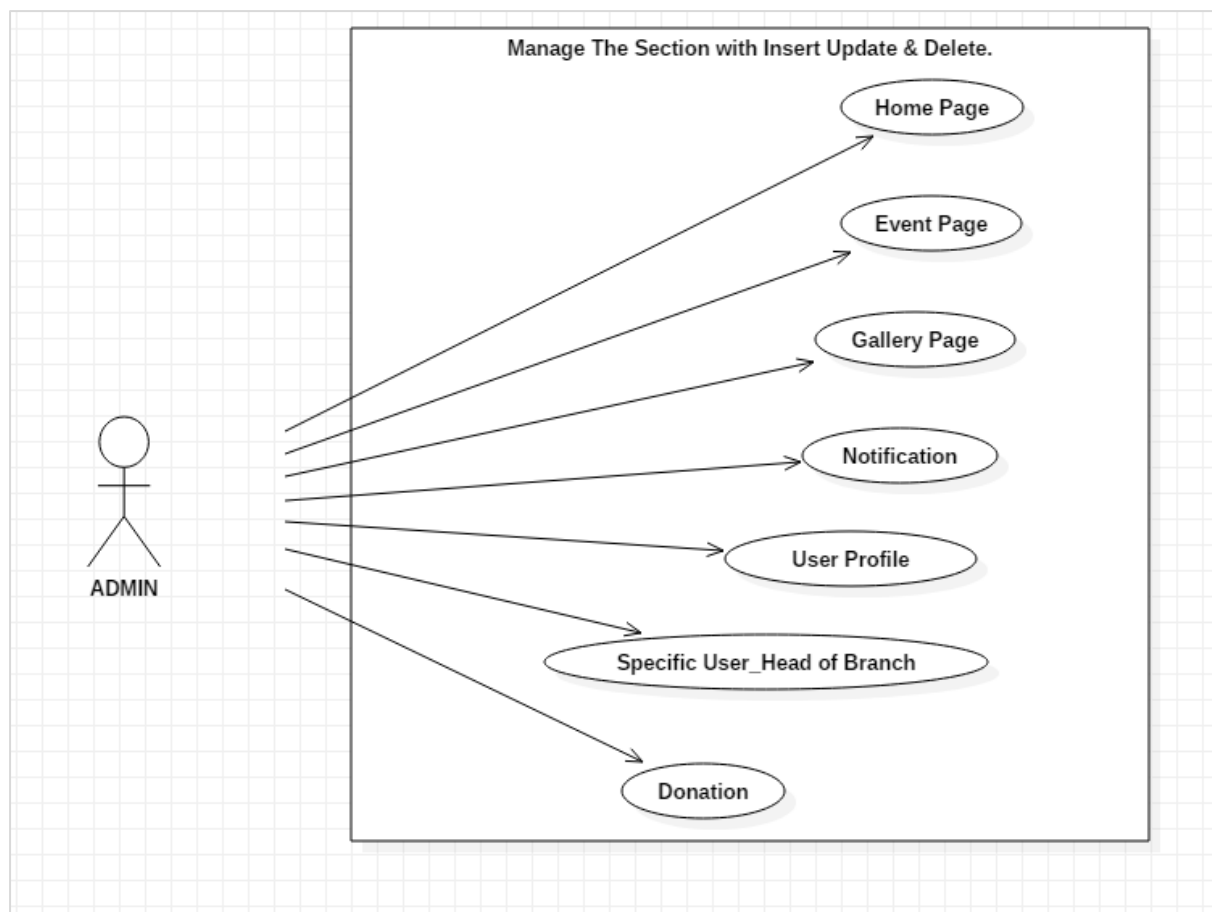 Manage The Section with Insert Update & Delete.
Home Page
Event Page
Gallery Page
Notification
User Profile
Specific User_Head of Branch
Donation
ADMIN